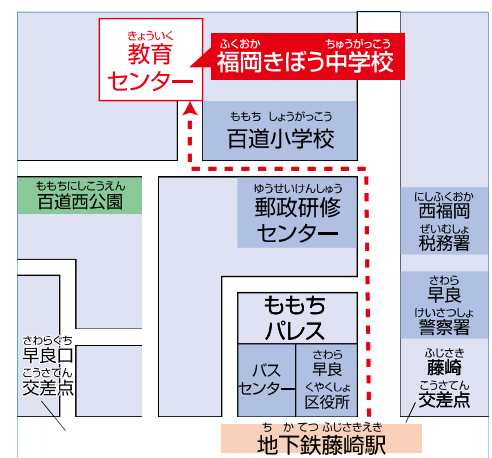 きょういく
教育
センター
ふくおか ちゅうがっこう
福岡きぼう中学校
ももち しょうがっこう
百道小学校
ももちにしこうえん
百道西公園
ゆうせいけんしゅう
郵政研修
センター
にしふくおか
西福岡
ぜいむしょ
税務署
さわら
早良
けいさつしょ
警察署
ももち
パレス
バス
センター
さわら
早良
くやくしょ
区役所
さわらぐち
早良口
こうさてん
交差点
ふじさき
藤崎
こうさてん
交差点
ち か てつ ふじさきえき
地下鉄藤崎駅